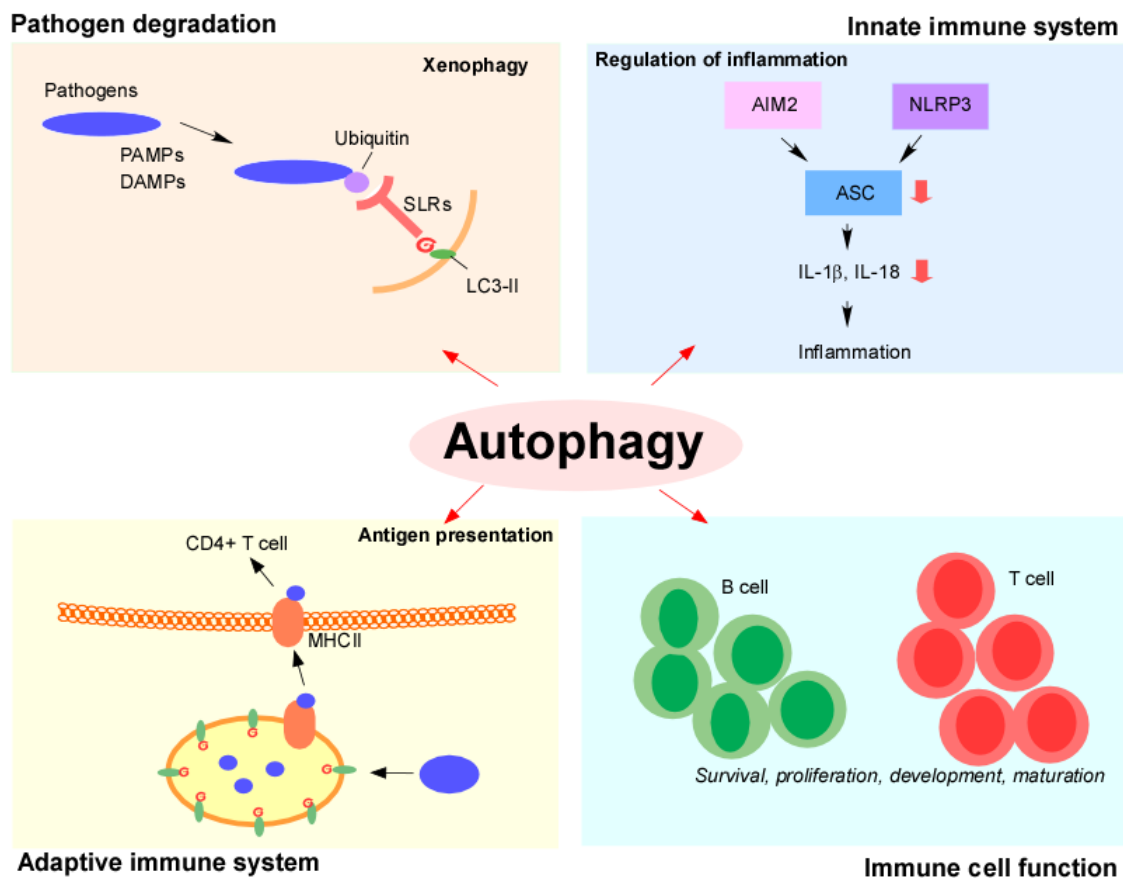 Pathogen degradation
Xenophagy
Pathogens
PAMPs
DAMPs
Ubiquitin
SLRs
LC3-II
Innate immune system
Regulation of inflammation
AIM2
NLRP3
ASC
IL-1β, IL-18
Inflammation
Autophagy
Antigen presentation
CD4+ T cell
MHCII
Adaptive immune system
B cell
T cell
Survival, proliferation, development, maturation
Immune cell function